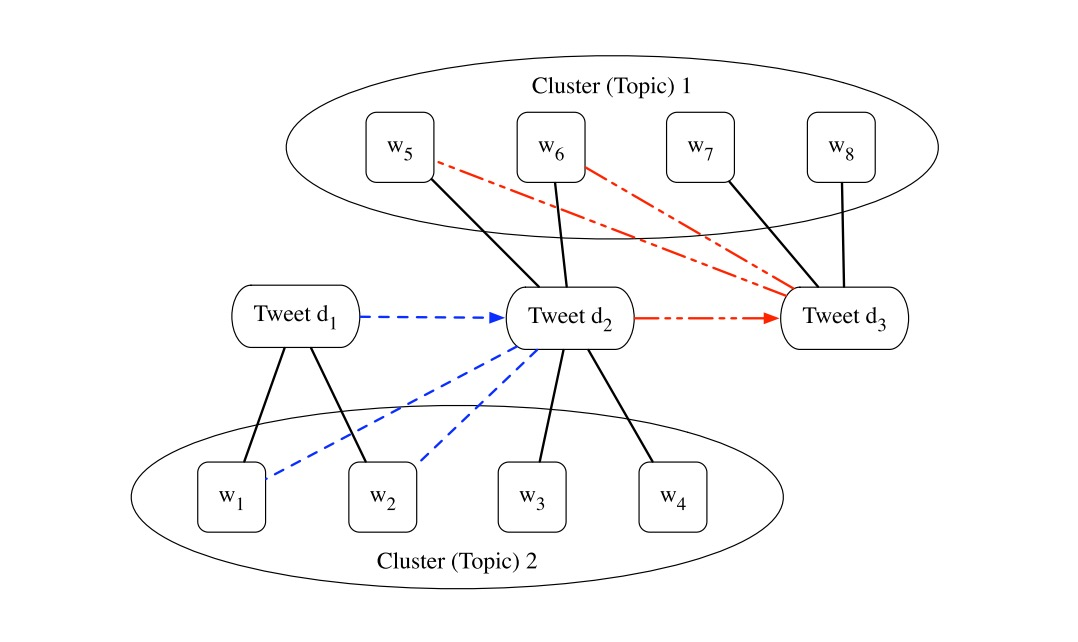 Cluster (Topic) 1
w5 w6 w7 w8
Tweet d1 Tweet d2 Tweet d3
w1 w2 w3 w4
Cluster (Topic) 2